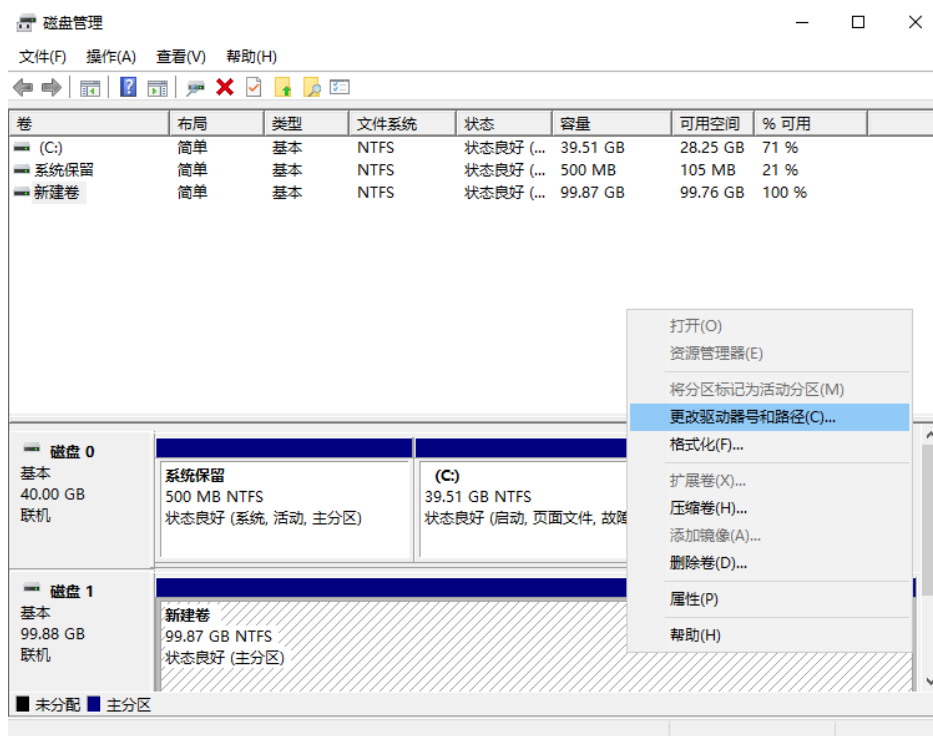 磁盘管理
文件(F) 操作(A) 查看(V) 帮助(H)
卷 布局 类型 文件系统 状态 容量 可用空间 % 可用
(C:) 简单 基本 NTFS 状态良好 (... 39.51 GB 28.25 GB 71 %
系统保留 简单 基本 NTFS 状态良好 (... 500 MB 105 MB 21 %
新建卷 简单 基本 NTFS 状态良好 (... 99.87 GB 99.76 GB 100 %
打开(O)
资源管理器(E)
将分区标记为活动分区(M)
更改驱动器号和路径(C)...
格式化(F)...
扩展卷(X)...
压缩卷(H)...
添加镜像(A)...
删除卷(D)...
属性(P)
帮助(H)
磁盘 0
基本
40.00 GB
联机
系统保留
500 MB NTFS
状态良好 (系统, 活动, 主分区)
(C:)
39.51 GB NTFS
状态良好 (启动, 页面文件, 故障
磁盘 1
基本
99.88 GB
联机
新建卷
99.87 GB NTFS
状态良好 (主分区)
未分配 主分区